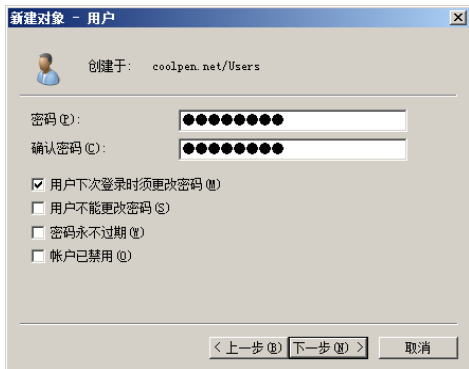 新建对象 - 用户
创建于: coolpen.net/Users
密码(P):
确认密码(C):
用户下次登录时须更改密码(M)
用户不能更改密码(S)
密码永不过期(W)
帐户已禁用(O)
< 上一步(B) 下一步(N) > 取消